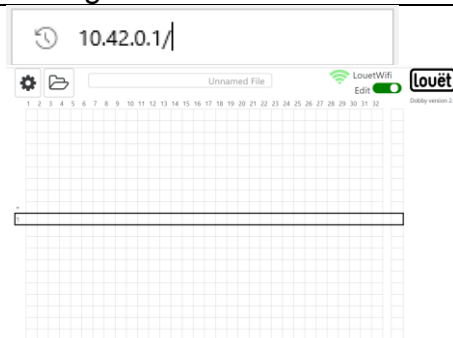 10.42.0.1/
Unnamed File
LouetWifi
Edit
louët
Dobby version 2.
1 2 3 4 5 6 7 8 9 10 11 12 13 14 15 16 17 18 19 20 21 22 23 24 25 26 27 28 29 30 31 32
1